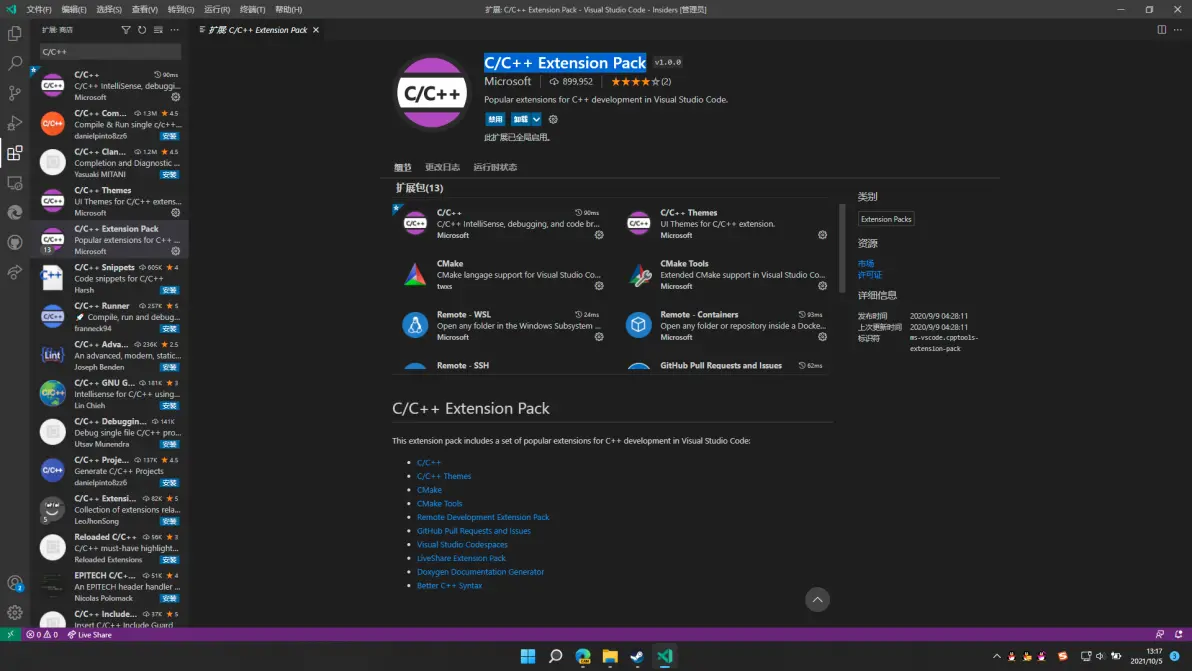 文件(F) 编辑(E) 选择(S) 查看(V) 转到(G) 运行(R) 终端(T) 帮助(H)
扩展: C/C++ Extension Pack - Visual Studio Code - Insiders [管理员]
扩展: 商店
扩展: C/C++ Extension Pack
C/C++
C/C++ 90ms
C/C++ IntelliSense, debuggi...
Microsoft
C/C++ Com... 1.3M 4.5
Compile & Run single c/c++...
danielpinto8zz6 安装
C/C++ Clan... 1.2M 4.5
Completion and Diagnostic ...
Yasuaki MITANI 安装
C/C++ Themes
UI Themes for C/C++ extens...
Microsoft
C/C++ Extension Pack
Popular extensions for C++ ...
Microsoft
13
C/C++ Snippets 605K 4
Code snippets for C/C++
Harsh 安装
C/C++ Runner 257K 5
Compile, run and debug...
franneck94 安装
C/C++ Adva... 236K 2.5
An advanced, modern, static...
Joseph Benden 安装
C/C++ GNU G... 181K 3
Intellisense for C/C++ using...
Lin Chieh 安装
C/C++ Debuggin... 141K
Debug single file C/C++ pro...
Utsav Munendra 安装
C/C++ Proje... 137K 4.5
Generate C/C++ Projects
danielpinto8zz6 安装
C/C++ Extensi... 82K 5
Collection of extensions rela...
LeoJhonSong 安装
5
Reloaded C/C++ 56K 3
C/C++ must-have highlight...
Reloaded Extensions 安装
EPITECH C/C+... 51K 4
An EPITECH header handler ...
Nicolas Polomack 安装
C/C++ Include... 37K 5
Insert C/C++ Include Guard
C/C++
C/C++ Extension Pack v1.0.0
Microsoft 899,952 (2)
Popular extensions for C++ development in Visual Studio Code.
禁用 卸载
此扩展已全局启用。
细节 更改日志 运行时状态
扩展包(13)
C/C++ 90ms
C/C++ IntelliSense, debugging, and code br...
Microsoft
C/C++ Themes
UI Themes for C/C++ extension.
Microsoft
CMake
CMake langage support for Visual Studio Co...
twxs
CMake Tools
Extended CMake support in Visual Studio Co...
Microsoft
Remote - WSL 24ms
Open any folder in the Windows Subsystem ...
Microsoft
Remote - Containers 93ms
Open any folder or repository inside a Docke...
Microsoft
Remote - SSH
GitHub Pull Requests and Issues 62ms
类别
Extension Packs
资源
市场
许可证
详细信息
发布时间 2020/9/9 04:28:11
上次更新时间 2020/9/9 04:28:11
标识符 ms-vscode.cpptools-
extension-pack
C/C++ Extension Pack
This extension pack includes a set of popular extensions for C++ development in Visual Studio Code:
C/C++
C/C++ Themes
CMake
CMake Tools
Remote Development Extension Pack
GitHub Pull Requests and Issues
Visual Studio Codespaces
LiveShare Extension Pack
Doxygen Documentation Generator
Better C++ Syntax
2
0 0 Live Share
13:17
2021/10/5
3